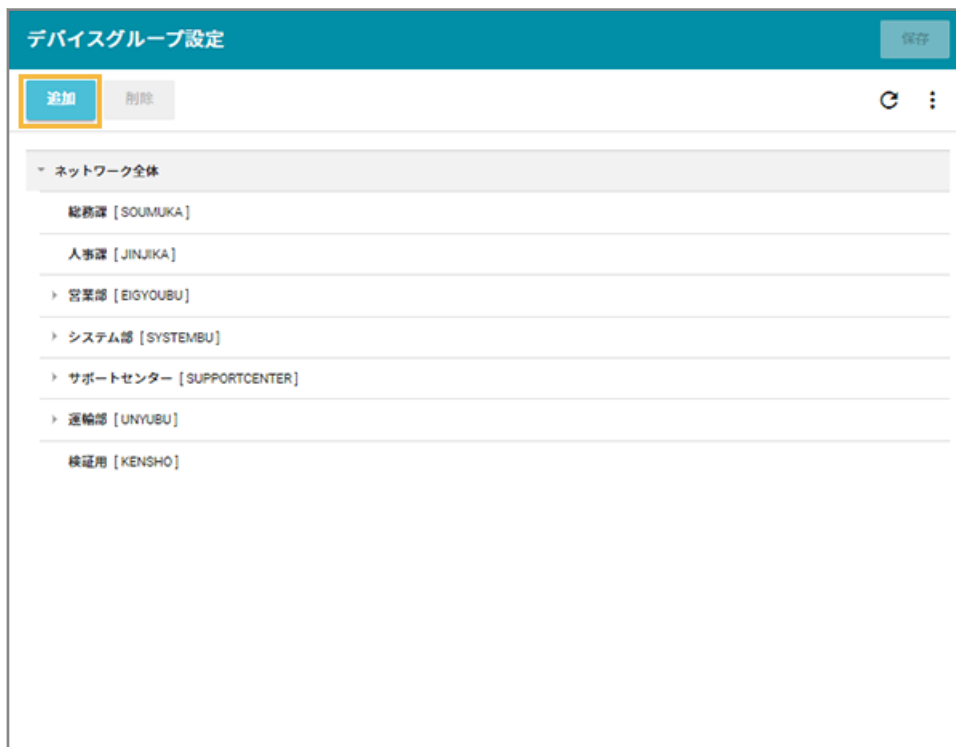 デバイスグループ設定
保存
追加
削除
ネットワーク全体
総務課 [ SOUMUKA ]
人事課 [ JINJIKA ]
営業部 [ EIGYOUBU ]
システム部 [ SYSTEMBU ]
サポートセンター [ SUPPORTCENTER ]
運輸部 [ UNYUBU ]
検証用 [ KENSHO ]